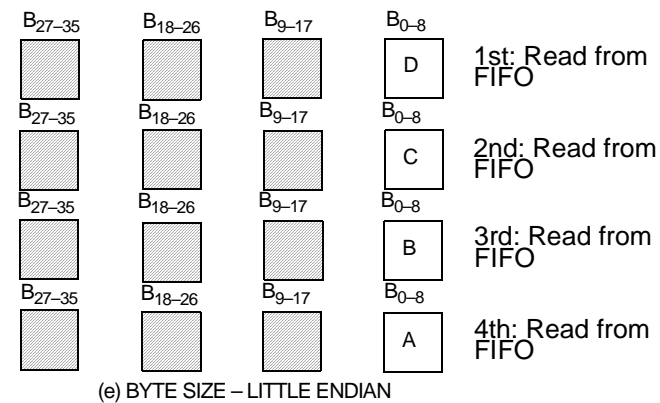 B27–35 B18–26 B9–17 B0–8
D 1st: Read from
FIFO
B27–35 B18–26 B9–17 B0–8
C 2nd: Read from
FIFO
B27–35 B18–26 B9–17 B0–8
B 3rd: Read from
FIFO
B27–35 B18–26 B9–17 B0–8
A 4th: Read from
FIFO
(e) BYTE SIZE – LITTLE ENDIAN